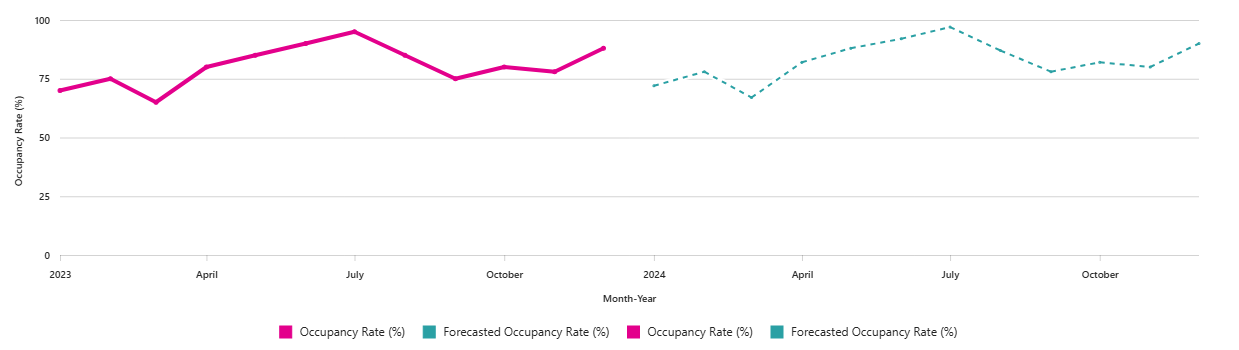 100
75
50
25
0
Occupancy Rate (%)
2023 April July October 2024 April July October
Month-Year
Occupancy Rate (%) Forecasted Occupancy Rate (%) Occupancy Rate (%) Forecasted Occupancy Rate (%)